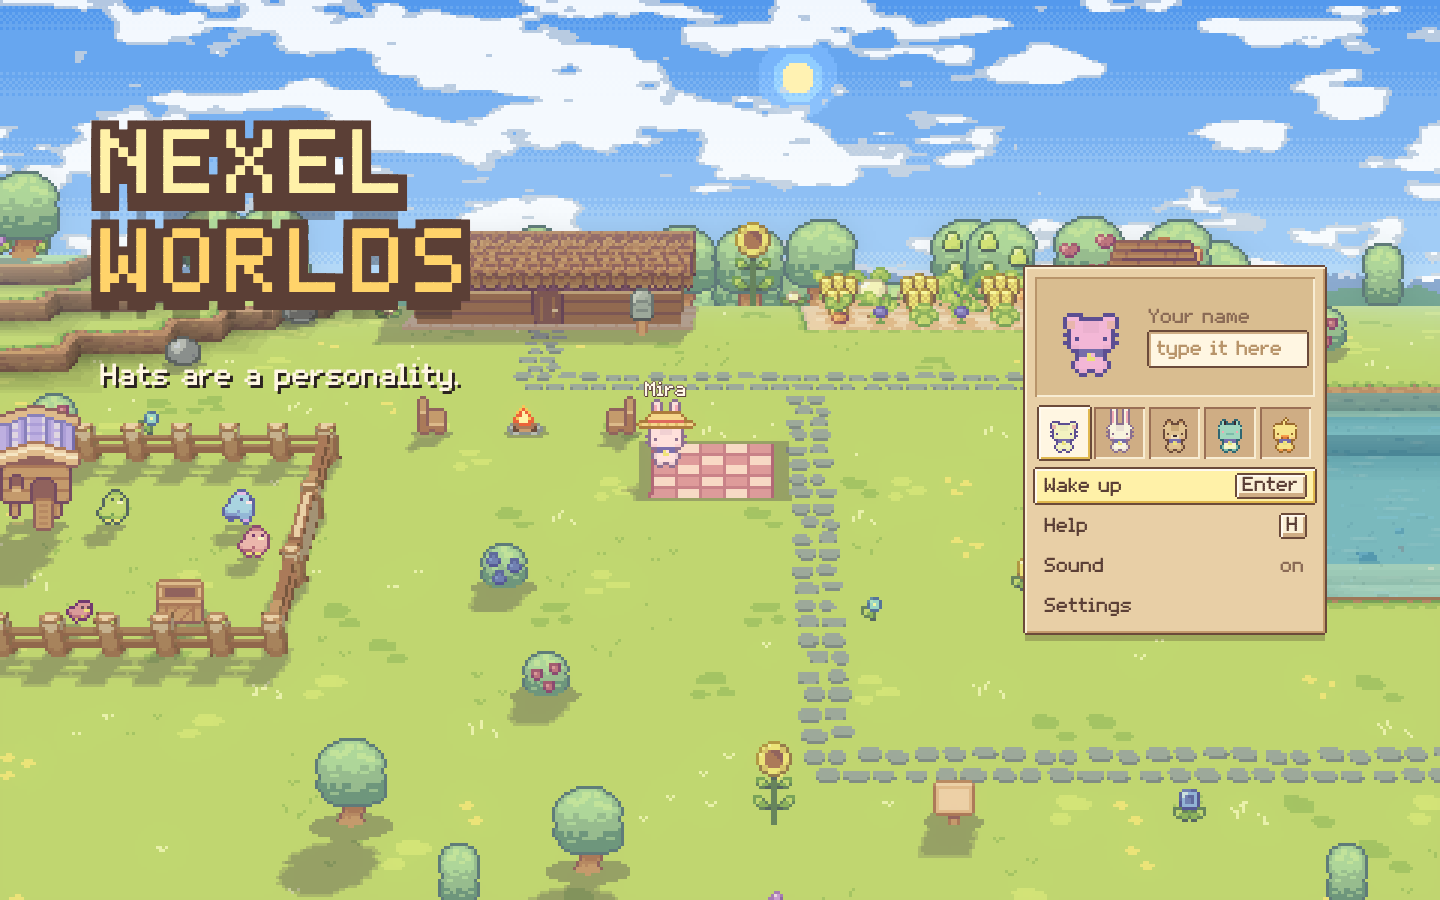 NEXEL
WORLDS
Hats are a personality.
Mira
Your name
type it here
Wake up Enter
Help H
Sound on
Settings